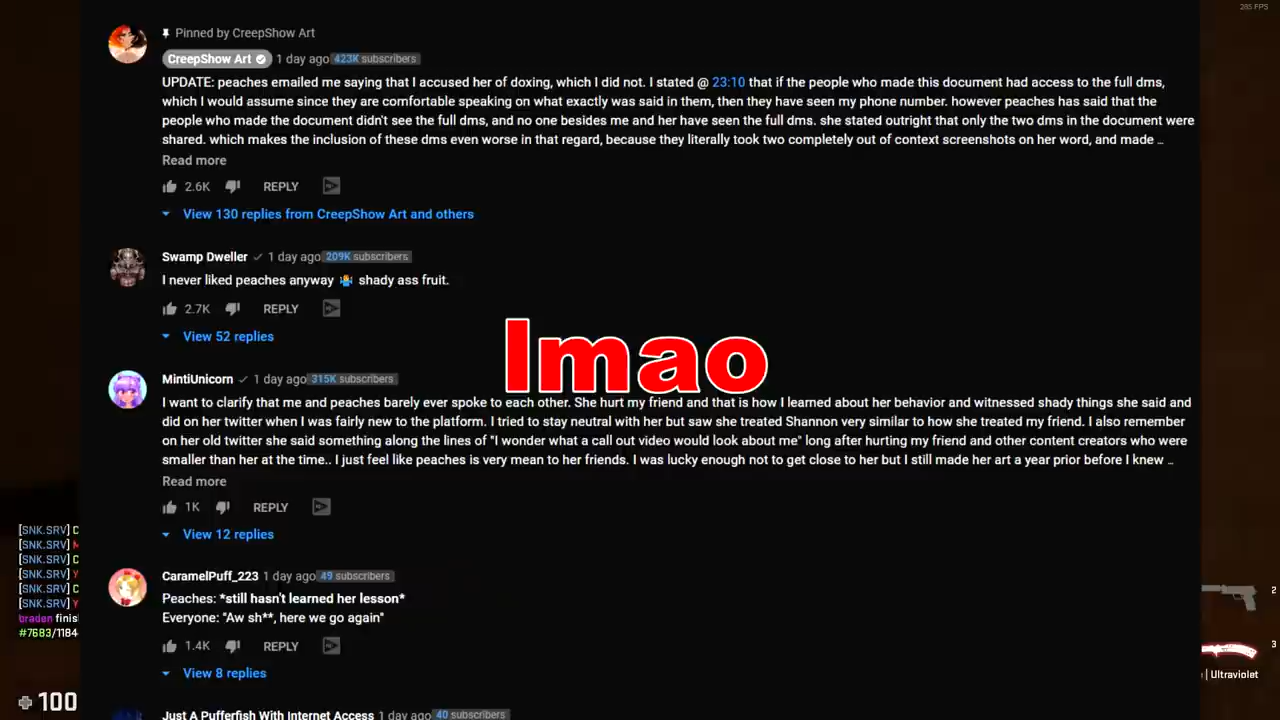 285 FPS
Pinned by CreepShow Art
CreepShow Art 1 day ago 423K subscribers
UPDATE: peaches emailed me saying that I accused her of doxing, which I did not. I stated @ 23:10 that if the people who made this document had access to the full dms,
which I would assume since they are comfortable speaking on what exactly was said in them, then they have seen my phone number. however peaches has said that the
people who made the document didn't see the full dms, and no one besides me and her have seen the full dms. she stated outright that only the two dms in the document were
shared. which makes the inclusion of these dms even worse in that regard, because they literally took two completely out of context screenshots on her word, and made ...
Read more
2.6K REPLY
View 130 replies from CreepShow Art and others
Swamp Dweller 1 day ago 209K subscribers
I never liked peaches anyway 🤷 shady ass fruit.
2.7K REPLY
View 52 replies
lmao
MintiUnicorn 1 day ago 315K subscribers
I want to clarify that me and peaches barely ever spoke to each other. She hurt my friend and that is how I learned about her behavior and witnessed shady things she said and
did on her twitter when I was fairly new to the platform. I tried to stay neutral with her but saw she treated Shannon very similar to how she treated my friend. I also remember
on her old twitter she said something along the lines of "I wonder what a call out video would look about me" long after hurting my friend and other content creators who were
smaller than her at the time.. I just feel like peaches is very mean to her friends. I was lucky enough not to get close to her but I still made her art a year prior before I knew ...
Read more
1K REPLY
View 12 replies
CaramelPuff_223 1 day ago 49 subscribers
Peaches: *still hasn't learned her lesson*
Everyone: "Aw sh**, here we go again"
1.4K REPLY
View 8 replies
Just A Pufferfish With Internet Access 1 day ago 40 subscribers
[SNK.SRV]
[SNK.SRV]
[SNK.SRV]
[SNK.SRV] Y
[SNK.SRV]
[SNK.SRV] Y
braden finis
#7683/1184
100
2
3
| Ultraviolet